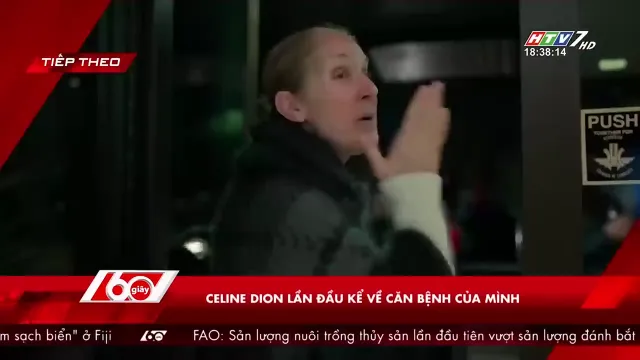 TIẾP THEO
HTV7 HD
18:38:14
PUSH
60 giây
CELINE DION LẦN ĐẦU KỂ VỀ CĂN BỆNH CỦA MÌNH
m sạch biển" ở Fiji 60 FAO: Sản lượng nuôi trồng thủy sản lần đầu tiên vượt sản lượng đánh bắt